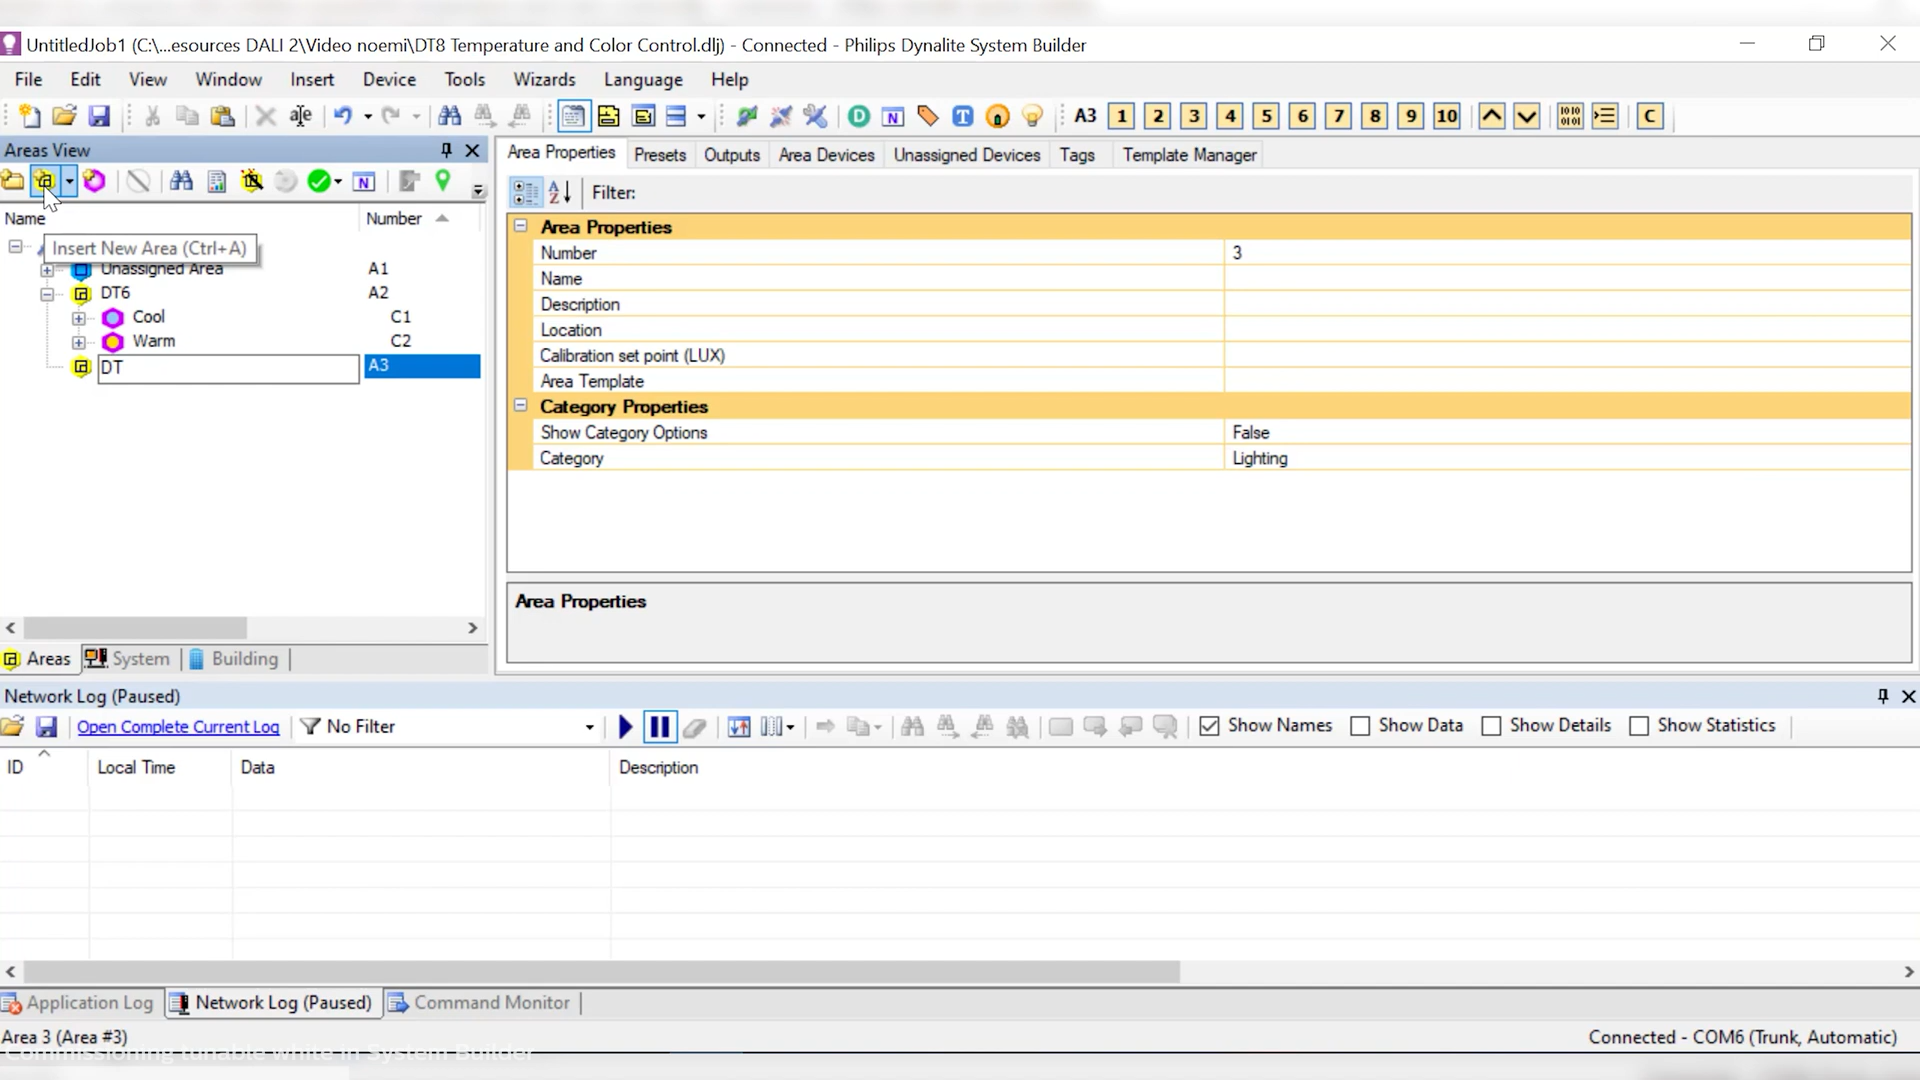 UntitledJob1 (C:\...esources DALI 2\Video noemi\DT8 Temperature and Color Control.dlj) - Connected - Philips Dynalite System Builder
File Edit View Window Insert Device Tools Wizards Language Help
A3 1 2 3 4 5 6 7 8 9 10 C
Areas View
Area Properties Presets Outputs Area Devices Unassigned Devices Tags Template Manager
Filter:
Name Number
Insert New Area (Ctrl+A)
Unassigned Area A1
DT6 A2
Cool C1
Warm C2
DT A3
Area Properties
Number 3
Name
Description
Location
Calibration set point (LUX)
Area Template
Category Properties
Show Category Options False
Category Lighting
Area Properties
Areas System Building
Network Log (Paused)
Open Complete Current Log No Filter Show Names Show Data Show Details Show Statistics
ID Local Time Data Description
Application Log Network Log (Paused) Command Monitor
Area 3 (Area #3) Connected - COM6 (Trunk, Automatic)
Commissioning tunable white in System Builder